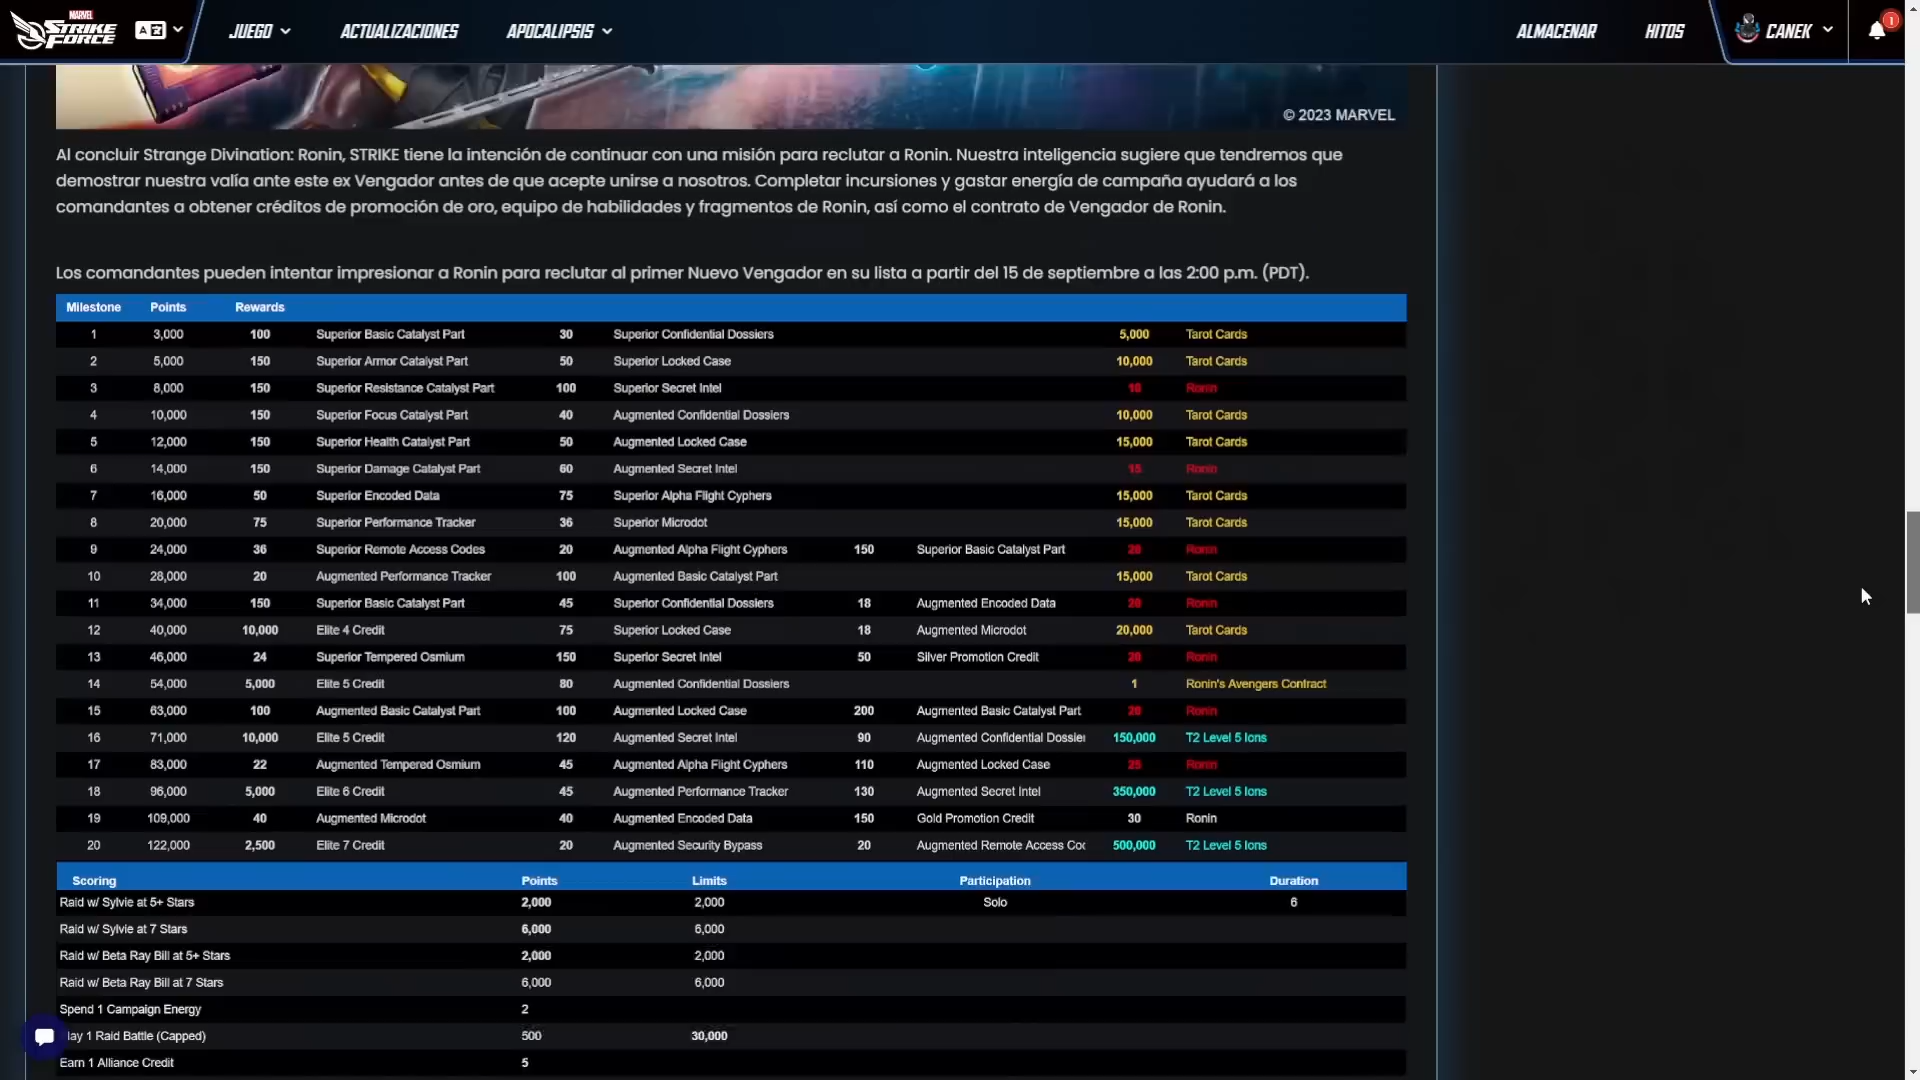 MARVEL
STRIKE FORCE
JUEGO
ACTUALIZACIONES
APOCALIPSIS
ALMACENAR
HITOS
CANEK
1
© 2023 MARVEL
Al concluir Strange Divination: Ronin, STRIKE tiene la intención de continuar con una misión para reclutar a Ronin. Nuestra inteligencia sugiere que tendremos que
demostrar nuestra valía ante este ex Vengador antes de que acepte unirse a nosotros. Completar incursiones y gastar energía de campaña ayudará a los
comandantes a obtener créditos de promoción de oro, equipo de habilidades y fragmentos de Ronin, así como el contrato de Vengador de Ronin.
Los comandantes pueden intentar impresionar a Ronin para reclutar al primer Nuevo Vengador en su lista a partir del 15 de septiembre a las 2:00 p.m. (PDT).
Milestone Points Rewards
1 3,000 100 Superior Basic Catalyst Part 30 Superior Confidential Dossiers 5,000 Tarot Cards
2 5,000 150 Superior Armor Catalyst Part 50 Superior Locked Case 10,000 Tarot Cards
3 8,000 150 Superior Resistance Catalyst Part 100 Superior Secret Intel 10 Ronin
4 10,000 150 Superior Focus Catalyst Part 40 Augmented Confidential Dossiers 10,000 Tarot Cards
5 12,000 150 Superior Health Catalyst Part 50 Augmented Locked Case 15,000 Tarot Cards
6 14,000 150 Superior Damage Catalyst Part 60 Augmented Secret Intel 15 Ronin
7 16,000 50 Superior Encoded Data 75 Superior Alpha Flight Cyphers 15,000 Tarot Cards
8 20,000 75 Superior Performance Tracker 36 Superior Microdot 15,000 Tarot Cards
9 24,000 36 Superior Remote Access Codes 20 Augmented Alpha Flight Cyphers 150 Superior Basic Catalyst Part 20 Ronin
10 28,000 20 Augmented Performance Tracker 100 Augmented Basic Catalyst Part 15,000 Tarot Cards
11 34,000 150 Superior Basic Catalyst Part 45 Superior Confidential Dossiers 18 Augmented Encoded Data 20 Ronin
12 40,000 10,000 Elite 4 Credit 75 Superior Locked Case 18 Augmented Microdot 20,000 Tarot Cards
13 46,000 24 Superior Tempered Osmium 150 Superior Secret Intel 50 Silver Promotion Credit 20 Ronin
14 54,000 5,000 Elite 5 Credit 80 Augmented Confidential Dossiers 1 Ronin's Avengers Contract
15 63,000 100 Augmented Basic Catalyst Part 100 Augmented Locked Case 200 Augmented Basic Catalyst Part 20 Ronin
16 71,000 10,000 Elite 5 Credit 120 Augmented Secret Intel 90 Augmented Confidential Dossier 150,000 T2 Level 5 Ions
17 83,000 22 Augmented Tempered Osmium 45 Augmented Alpha Flight Cyphers 110 Augmented Locked Case 25 Ronin
18 96,000 5,000 Elite 6 Credit 45 Augmented Performance Tracker 130 Augmented Secret Intel 350,000 T2 Level 5 Ions
19 109,000 40 Augmented Microdot 40 Augmented Encoded Data 150 Gold Promotion Credit 30 Ronin
20 122,000 2,500 Elite 7 Credit 20 Augmented Security Bypass 20 Augmented Remote Access Co 500,000 T2 Level 5 Ions
Scoring Points Limits Participation Duration
Raid w/ Sylvie at 5+ Stars 2,000 2,000 Solo 6
Raid w/ Sylvie at 7 Stars 6,000 6,000
Raid w/ Beta Ray Bill at 5+ Stars 2,000 2,000
Raid w/ Beta Ray Bill at 7 Stars 6,000 6,000
Spend 1 Campaign Energy 2
lay 1 Raid Battle (Capped) 500 30,000
Earn 1 Alliance Credit 5